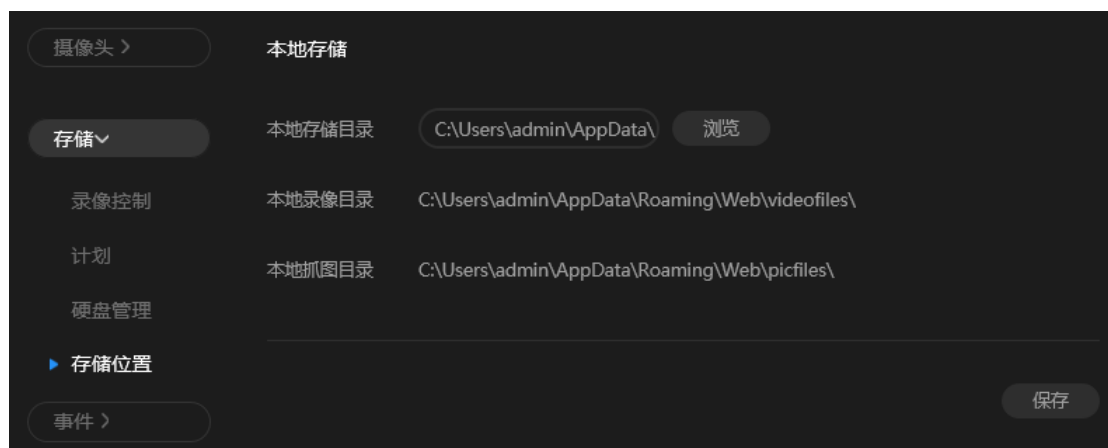 摄像头 >
本地存储
本地存储目录 C:\Users\admin\AppData\ 浏览
存储
录像控制
本地录像目录 C:\Users\admin\AppData\Roaming\Web\videofiles\
计划
本地抓图目录 C:\Users\admin\AppData\Roaming\Web\picfiles\
硬盘管理
存储位置
保存
事件 >